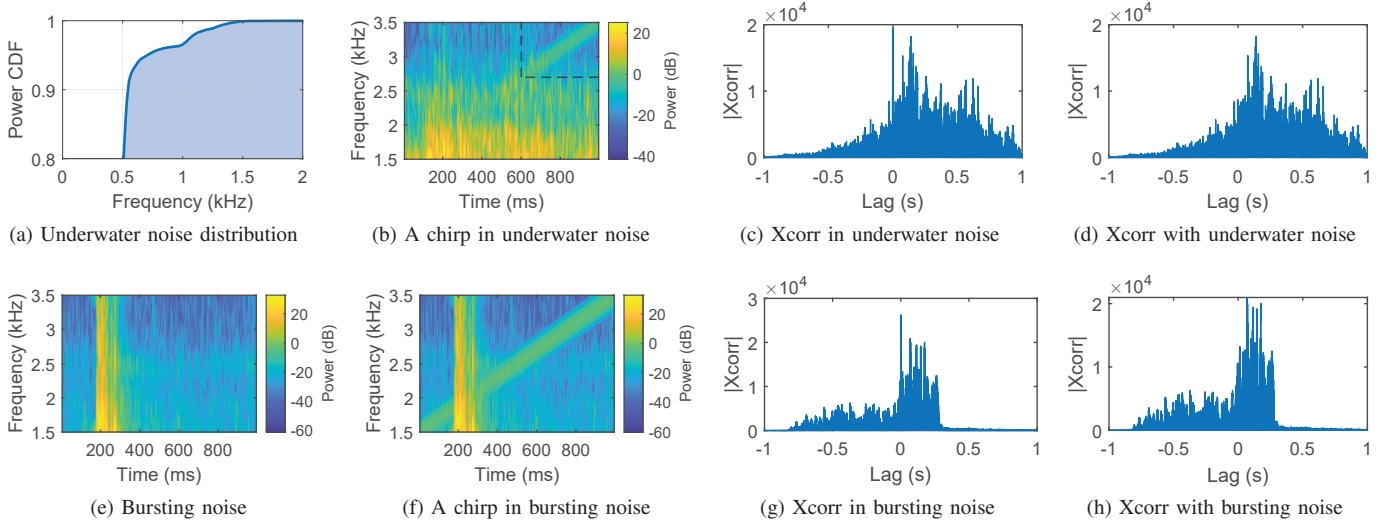 Power CDF
1
0.9
0.8
0
0.5
1
1.5
2
Frequency (kHz)
(a) Underwater noise distribution
Frequency (kHz)
3.5
3
2.5
2
1.5
200 400 600 800
Time (ms)
20
0
-20
-40
Power (dB)
(b) A chirp in underwater noise
|Xcorr|
×10⁴
2
1
0
-1 -0.5 0 0.5 1
Lag (s)
(c) Xcorr in underwater noise
|Xcorr|
×10⁴
2
1
0
-1 -0.5 0 0.5 1
Lag (s)
(d) Xcorr with underwater noise
Frequency (kHz)
3.5
3
2.5
2
1.5
200 400 600 800
Time (ms)
20
0
-20
-40
-60
Power (dB)
(e) Bursting noise
Frequency (kHz)
3.5
3
2.5
2
1.5
200 400 600 800
Time (ms)
20
0
-20
-40
-60
Power (dB)
(f) A chirp in bursting noise
|Xcorr|
×10⁴
3
2
1
0
-1 -0.5 0 0.5 1
Lag (s)
(g) Xcorr in bursting noise
|Xcorr|
×10⁴
2
1
0
-1 -0.5 0 0.5 1
Lag (s)
(h) Xcorr with bursting noise